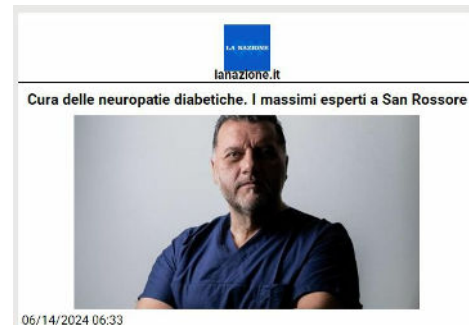 LA NAZIONE
lanazione.it
Cura delle neuropatie diabetiche. I massimi esperti a San Rossore
06/14/2024 06:33